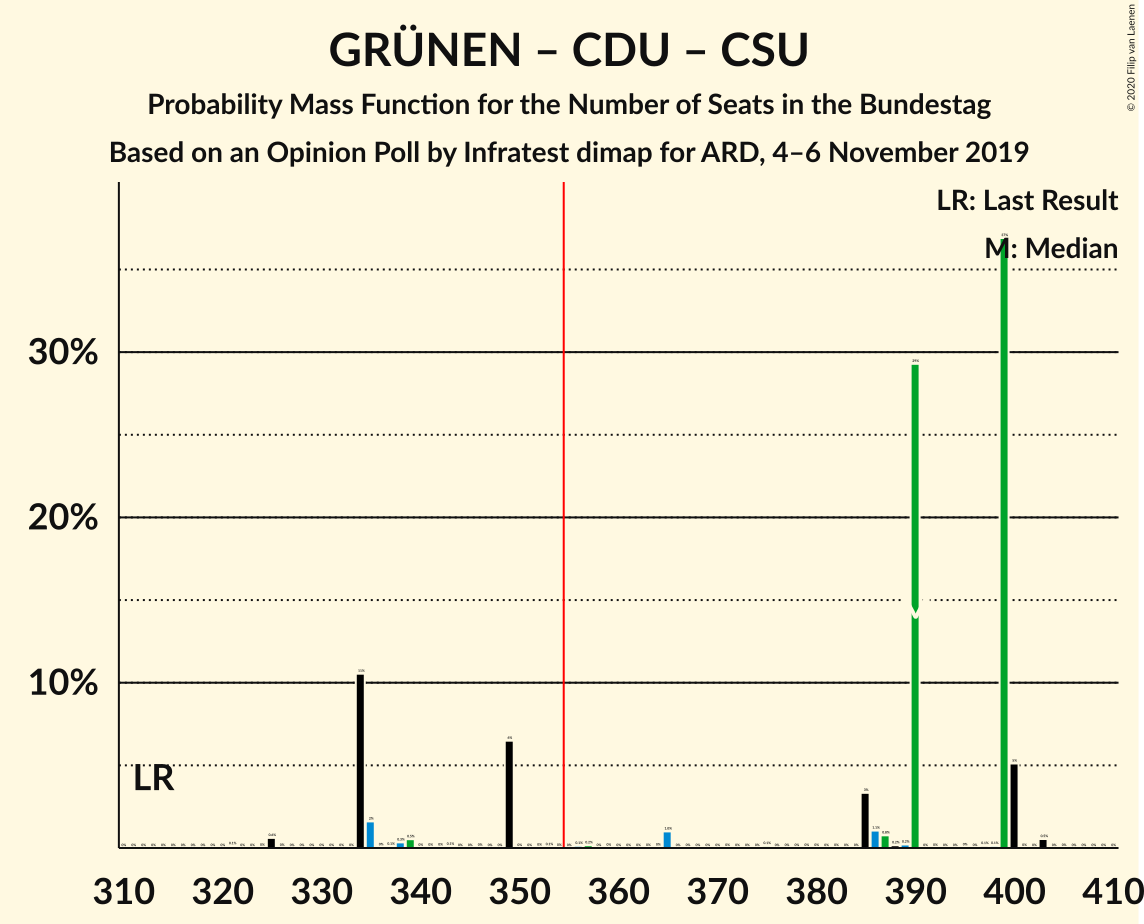 GRÜNEN – CDU – CSU
Probability Mass Function for the Number of Seats in the Bundestag
Based on an Opinion Poll by Infratest dimap for ARD, 4–6 November 2019
© 2020 Filip van Laenen
LR: Last Result
M: Median
30%
20%
10%
LR
M
310 320 330 340 350 360 370 380 390 400 410